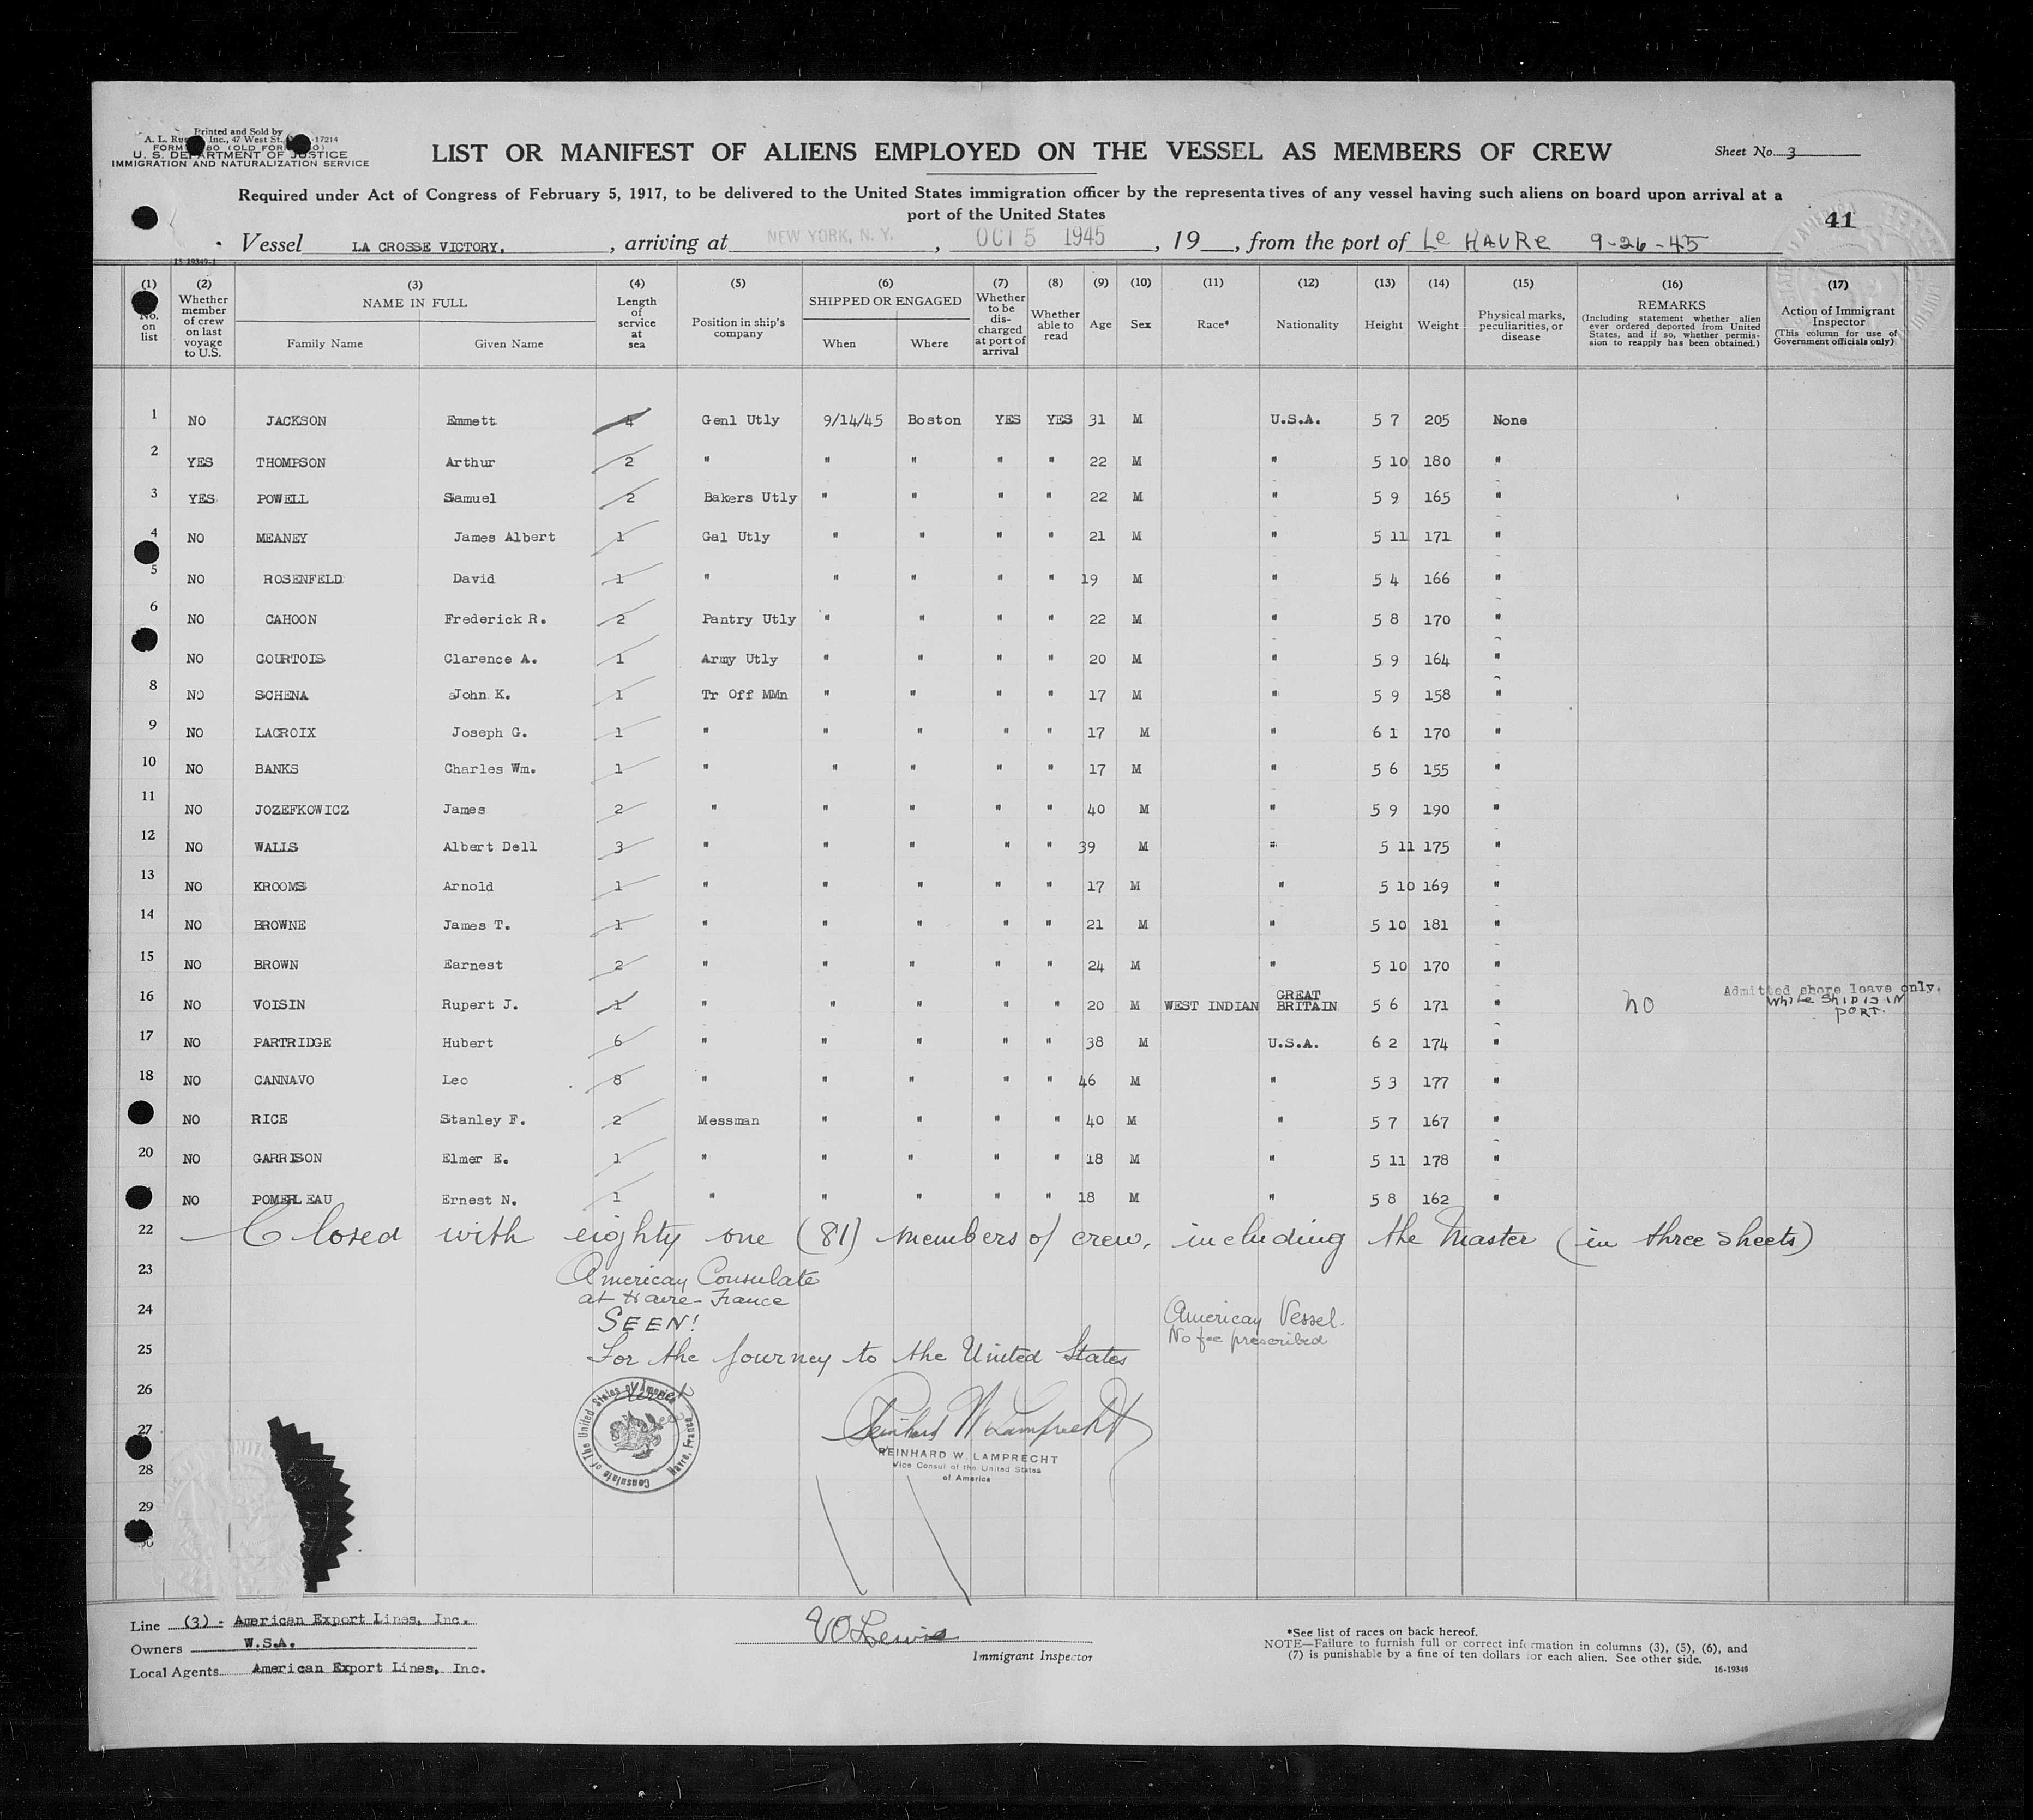 Printed and Sold by
Inc., 47 West St. 17214
U. S. DEPARTMENT OF JUSTICE
IMMIGRATION AND NATURALIZATION SERVICE
LIST OR MANIFEST OF ALIENS EMPLOYED ON THE VESSEL AS MEMBERS OF CREW
Sheet No. 3
Required under Act of Congress of February 5, 1917, to be delivered to the United States immigration officer by the representatives of any vessel having such aliens on board upon arrival at a
port of the United States
41
Vessel LA CROSSE VICTORY. , arriving at NEW YORK, N. Y. , OCT 5 1945 , 19 , from the port of Le HAVRe 9-26-45
(1) No. on list
(2) Whether member of crew on last voyage to U.S.
(3) NAME IN FULL Family Name Given Name
(4) Length of service at sea
(5) Position in ship's company
(6) SHIPPED OR ENGAGED When Where
(7) Whether to be discharged at port of arrival
(8) Whether able to read
(9) Age
(10) Sex
(11) Race*
(12) Nationality
(13) Height
(14) Weight
(15) Physical marks, peculiarities, or disease
(16) REMARKS (Including statement whether alien ever ordered deported from United States, and if so, whether permission to reapply has been obtained.)
(17) Action of Immigrant Inspector (This column for use of Government officials only)
1 NO JACKSON Emmett 4 Genl Utly 9/14/45 Boston YES YES 31 M U.S.A. 5 7 205 None
2 YES THOMPSON Arthur 2 " " " " " 22 M " 5 10 180 "
3 YES POWELL Samuel 2 Bakers Utly " " " " 22 M " 5 9 165 "
4 NO MEANEY James Albert 1 Gal Utly " " " " 21 M " 5 11 171 "
5 NO ROSENFELD David 1 " " " " " 19 M " 5 4 166 "
6 NO CAHOON Frederick R. 2 Pantry Utly " " " " 22 M " 5 8 170 "
NO COURTOIS Clarence A. 1 Army Utly " " " " 20 M " 5 9 164 "
8 NO SCHENA John K. 1 Tr Off MMn " " " " 17 M " 5 9 158 "
9 NO LACROIX Joseph G. 1 " " " " " 17 M " 6 1 170 "
10 NO BANKS Charles Wm. 1 " " " " " 17 M " 5 6 155 "
11 NO JOZEFKOWICZ James 2 " " " " " 40 M " 5 9 190 "
12 NO WALLS Albert Dell 3 " " " " " 39 M " 5 11 175 "
13 NO KROOMS Arnold 1 " " " " " 17 M " 5 10 169 "
14 NO BROWNE James T. 1 " " " " " 21 M " 5 10 181 "
15 NO BROWN Earnest 2 " " " " " 24 M " 5 10 170 "
16 NO VOISIN Rupert J. 1 " " " " " 20 M WEST INDIAN GREAT BRITAIN 5 6 171 " no Admitted shore leave only. While SHIP IS IN PORT.
17 NO PARTRIDGE Hubert 6 " " " " " 38 M U.S.A. 6 2 174 "
18 NO CANNAVO Leo 8 " " " " " 46 M " 5 3 177 "
NO RICE Stanley F. 2 Messman " " " " 40 M " 5 7 167 "
20 NO GARRISON Elmer E. 1 " " " " " 18 M " 5 11 178 "
NO POMERLEAU Ernest N. 1 " " " " " 18 M " 5 8 162 "
22 Closed with eighty one (81) members of crew, including the Master (in three sheets)
23 American Consulate
at Havre - France
24 SEEN!
American Vessel.
No fee prescribed
25 For the journey to the United States
26
Consulate of the United States of America Havre, France
27
REINHARD W. LAMPRECHT
Vice Consul of the United States
of America
28
29
30
Line (3) - American Export Lines, Inc.
Owners W.S.A.
Local Agents American Export Lines, Inc.
VO Lewis
Immigrant Inspector
*See list of races on back hereof.
NOTE—Failure to furnish full or correct information in columns (3), (5), (6), and
(7) is punishable by a fine of ten dollars for each alien. See other side.
16-19349